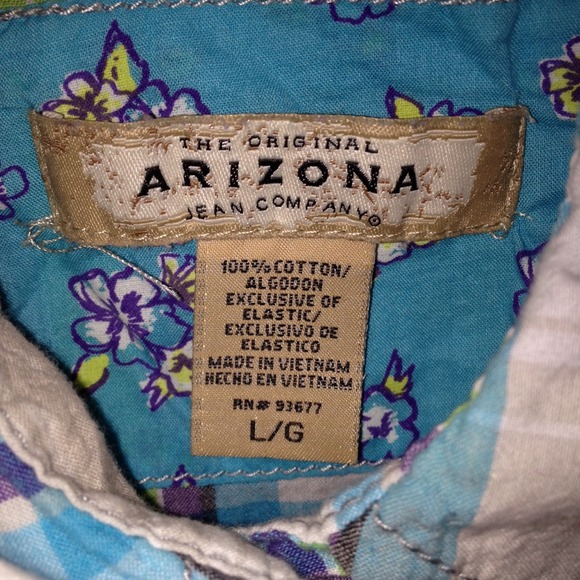 THE ORIGINAL
ARIZONA
JEAN COMPANY®
100% COTTON/
ALGODON
EXCLUSIVE OF
ELASTIC/
EXCLUSIVO DE
ELASTICO
MADE IN VIETNAM
HECHO EN VIETNAM
RN# 93677
L/G